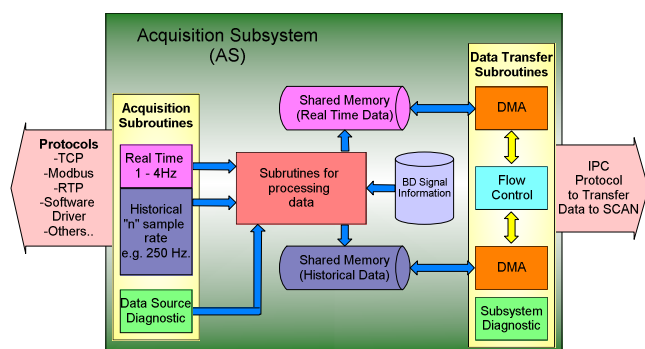 Acquisition Subsystem
(AS)
Protocols
-TCP
-Modbus
-RTP
-Software
Driver
-Others..
Acquisition
Subroutines
Real Time
1 - 4Hz
Historical
"n" sample
rate
e.g. 250 Hz.
Data Source
Diagnostic
Subrutines for
processing
data
Shared Memory
(Real Time Data)
BD Signal
Information
Shared Memory
(Historical Data)
Data Transfer
Subroutines
DMA
Flow
Control
DMA
Subsystem
Diagnostic
IPC
Protocol
to Transfer
Data to SCAN